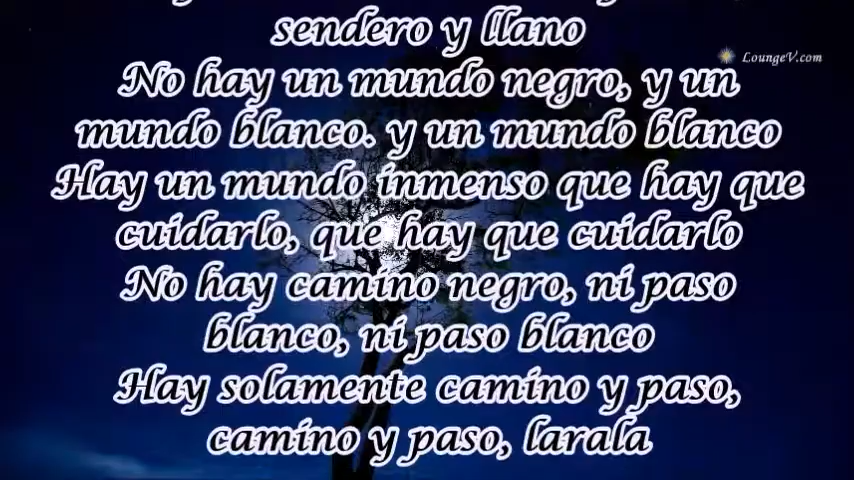 sendero y llano
LoungeV.com
No hay un mundo negro, y un
mundo blanco. y un mundo blanco
Hay un mundo inmenso que hay que
cuidarlo, que hay que cuidarlo
No hay camino negro, ni paso
blanco, ni paso blanco
Hay solamente camino y paso,
camino y paso, larala